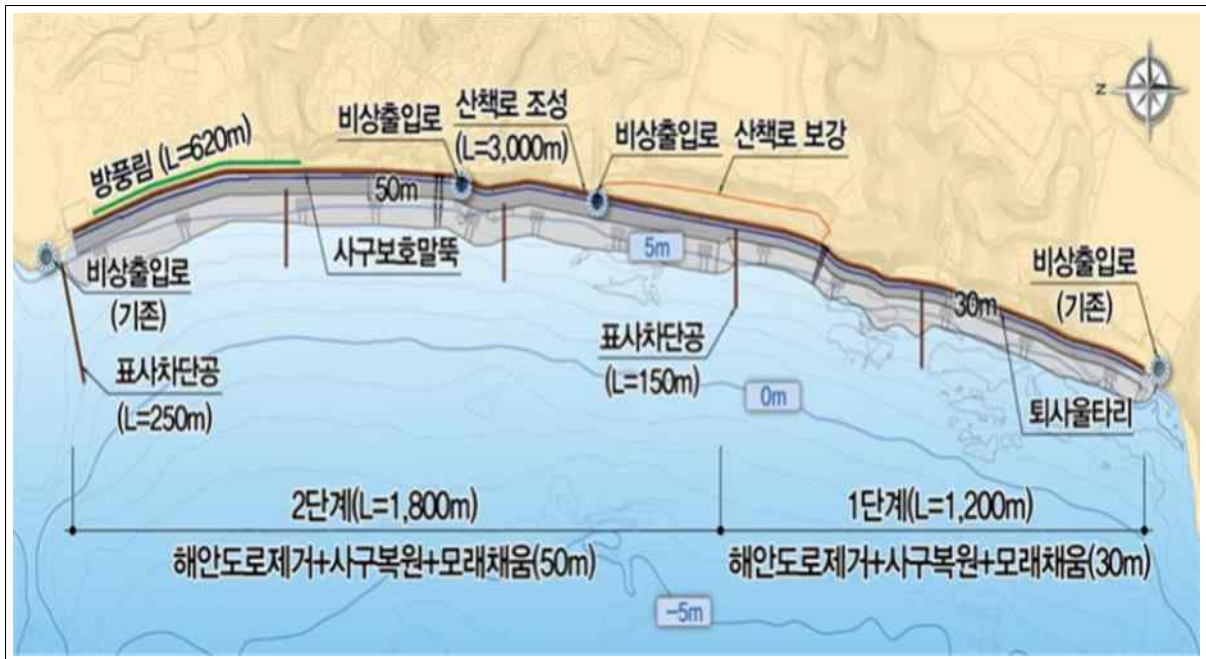 N
방풍림 (L=620m)
비상출입로
산책로 조성
(L=3,000m)
비상출입로
산책로 보강
50m
사구보호말뚝
5m
비상출입로
(기존)
비상출입로
(기존)
30m
표사차단공
(L=250m)
표사차단공
(L=150m)
0m
퇴사울타리
2단계(L=1,800m)
1단계(L=1,200m)
해안도로제거+사구복원+모래채움(50m)
해안도로제거+사구복원+모래채움(30m)
-5m